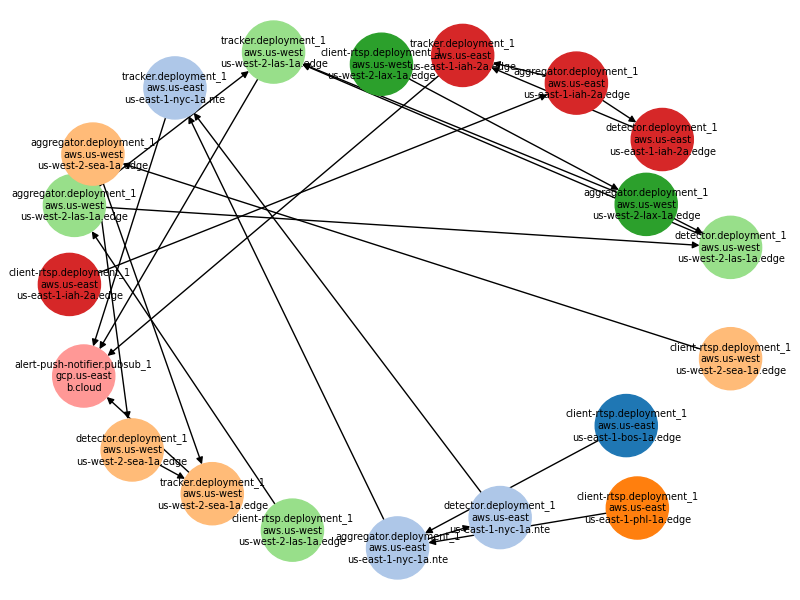 tracker.deployment_1
aws.us-west
us-west-2-las-1a.edge
client-rtsp.deployment_1
aws.us-west
us-west-2-lax-1a.edge
tracker.deployment_1
aws.us-east
us-east-1-iah-2a.edge
aggregator.deployment_1
aws.us-east
us-east-1-iah-2a.edge
tracker.deployment_1
aws.us-east
us-east-1-nyc-1a.nte
detector.deployment_1
aws.us-east
us-east-1-iah-2a.edge
aggregator.deployment_1
aws.us-west
us-west-2-sea-1a.edge
aggregator.deployment_1
aws.us-west
us-west-2-las-1a.edge
aggregator.deployment_1
aws.us-west
us-west-2-lax-1a.edge
detector.deployment_1
aws.us-west
us-west-2-las-1a.edge
client-rtsp.deployment_1
aws.us-east
us-east-1-iah-2a.edge
client-rtsp.deployment_1
aws.us-west
us-west-2-sea-1a.edge
alert-push-notifier.pubsub_1
gcp.us-east
b.cloud
client-rtsp.deployment_1
aws.us-east
us-east-1-bos-1a.edge
detector.deployment_1
aws.us-west
us-west-2-sea-1a.edge
tracker.deployment_1
aws.us-west
us-west-2-sea-1a.edge
client-rtsp.deployment_1
aws.us-east
us-east-1-phl-1a.edge
detector.deployment_1
aws.us-east
us-east-1-nyc-1a.nte
client-rtsp.deployment_1
aws.us-west
us-west-2-las-1a.edge
aggregator.deployment_1
aws.us-east
us-east-1-nyc-1a.nte